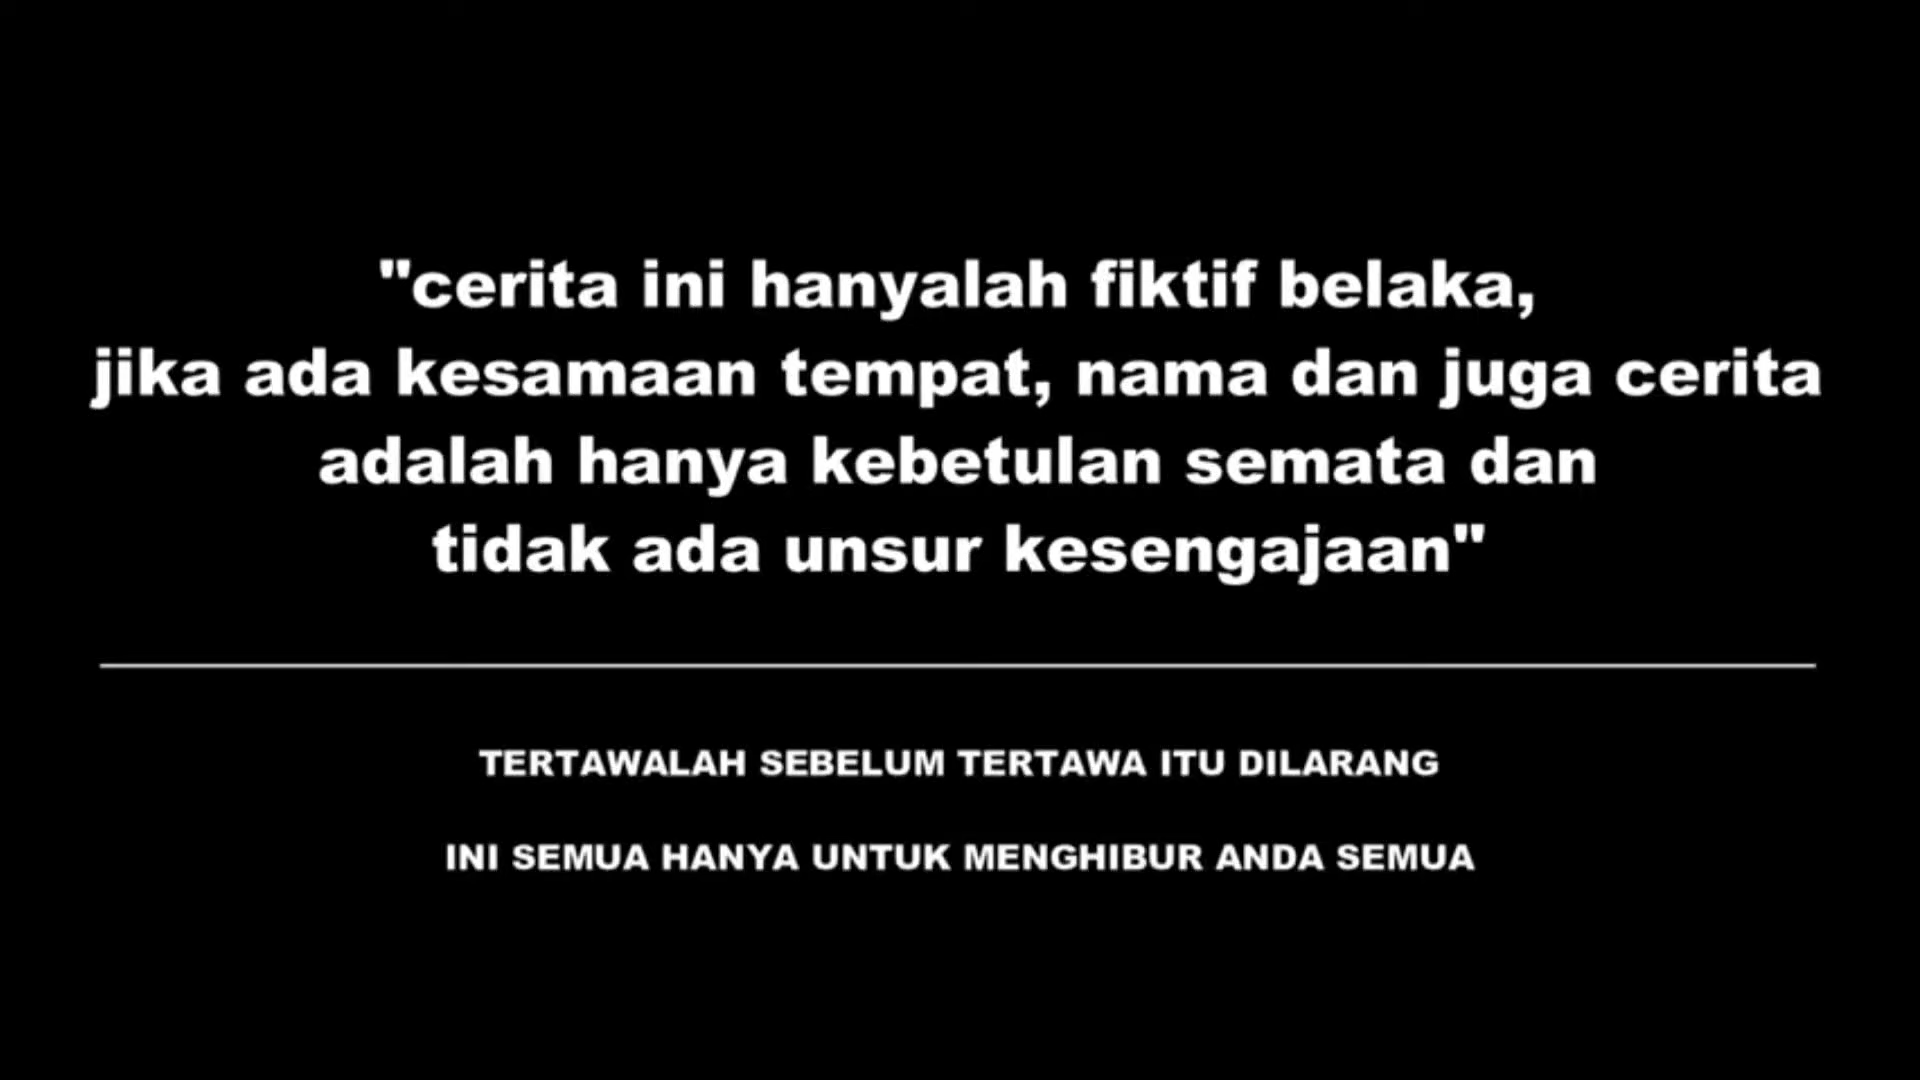 "cerita ini hanyalah fiktif belaka,
jika ada kesamaan tempat, nama dan juga cerita
adalah hanya kebetulan semata dan
tidak ada unsur kesengajaan"
TERTAWALAH SEBELUM TERTAWA ITU DILARANG
INI SEMUA HANYA UNTUK MENGHIBUR ANDA SEMUA